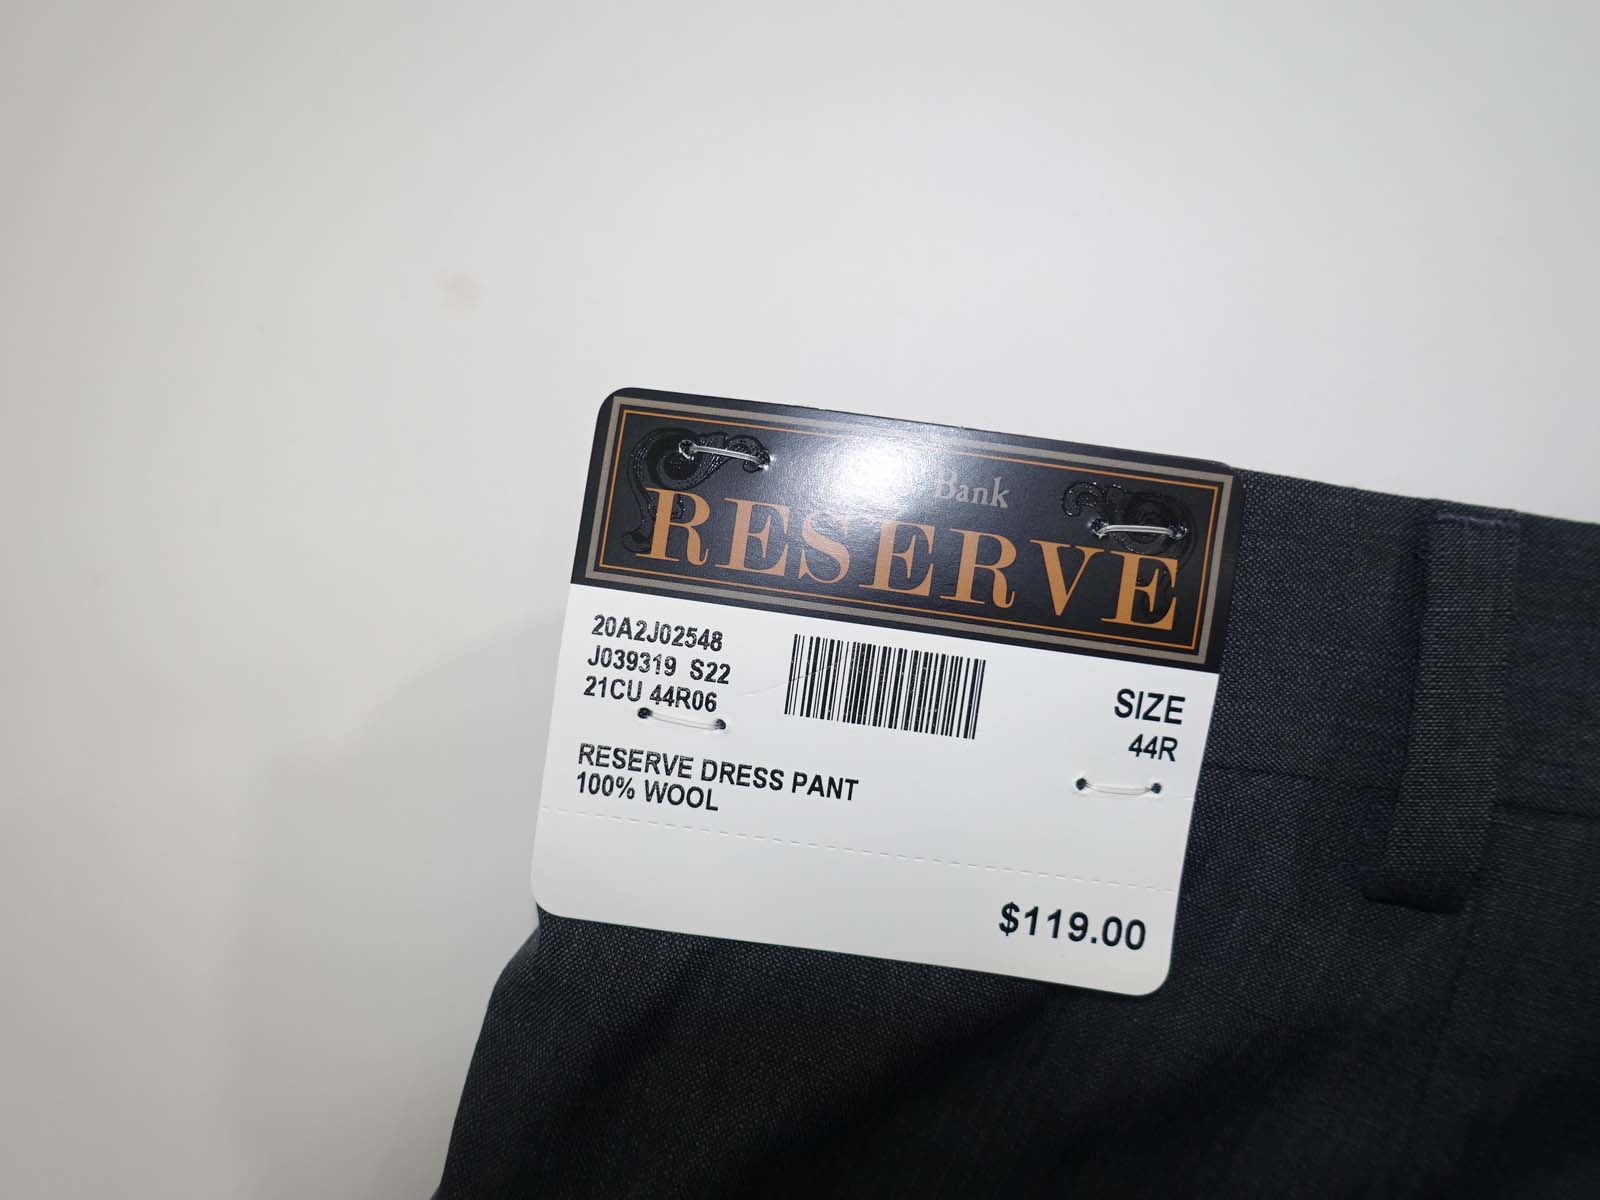 Bank
RESERVE
20A2J02548
J039319 S22
21CU 44R06
SIZE
44R
RESERVE DRESS PANT
100% WOOL
$119.00